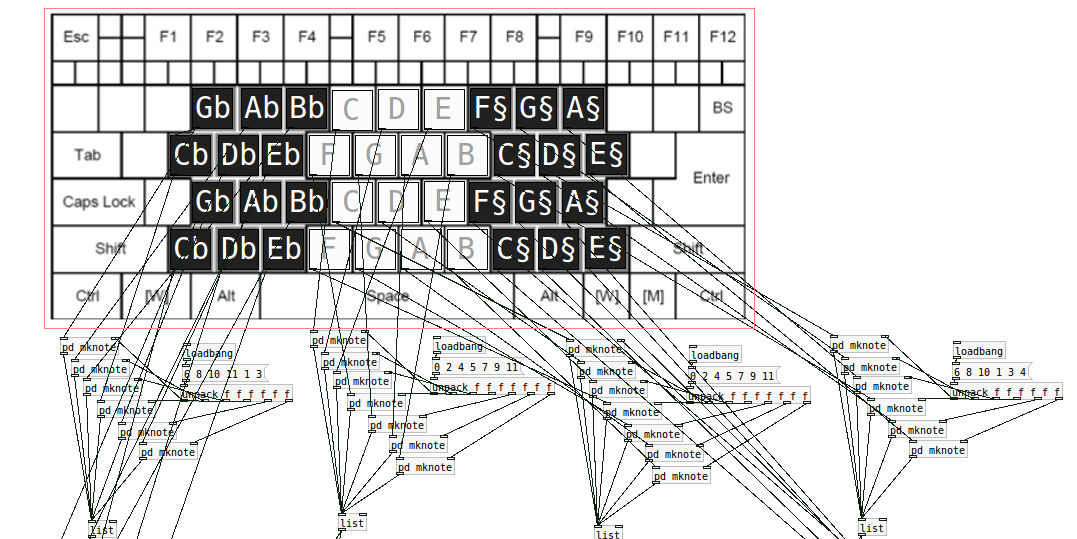 Esc F1 F2 F3 F4 F5 F6 F7 F8 F9 F10 F11 F12
Gb Ab Bb C D E F§ G§ A§ BS
Tab Cb Db Eb F G A B C§ D§ E§
Enter
Caps Lock Gb Ab Bb C D E F§ G§ A§
Shift Cb Db Eb F G A B C§ D§ E§ Shift
Ctrl [W] Alt Space Alt [W] [M] Ctrl
pd mknote
pd mknote
pd mknote
pd mknote
pd mknote
pd mknote
loadbang
6 8 10 11 1 3
unpack f f f f f f
list
pd mknote
pd mknote
pd mknote
pd mknote
pd mknote
pd mknote
pd mknote
loadbang
0 2 4 5 7 9 11
unpack f f f f f f f
list
pd mknote
pd mknote
pd mknote
pd mknote
pd mknote
pd mknote
pd mknote
loadbang
0 2 4 5 7 9 11
unpack f f f f f f f
list
pd mknote
pd mknote
pd mknote
pd mknote
pd mknote
pd mknote
loadbang
6 8 10 1 3 4
unpack f f f f f f
list